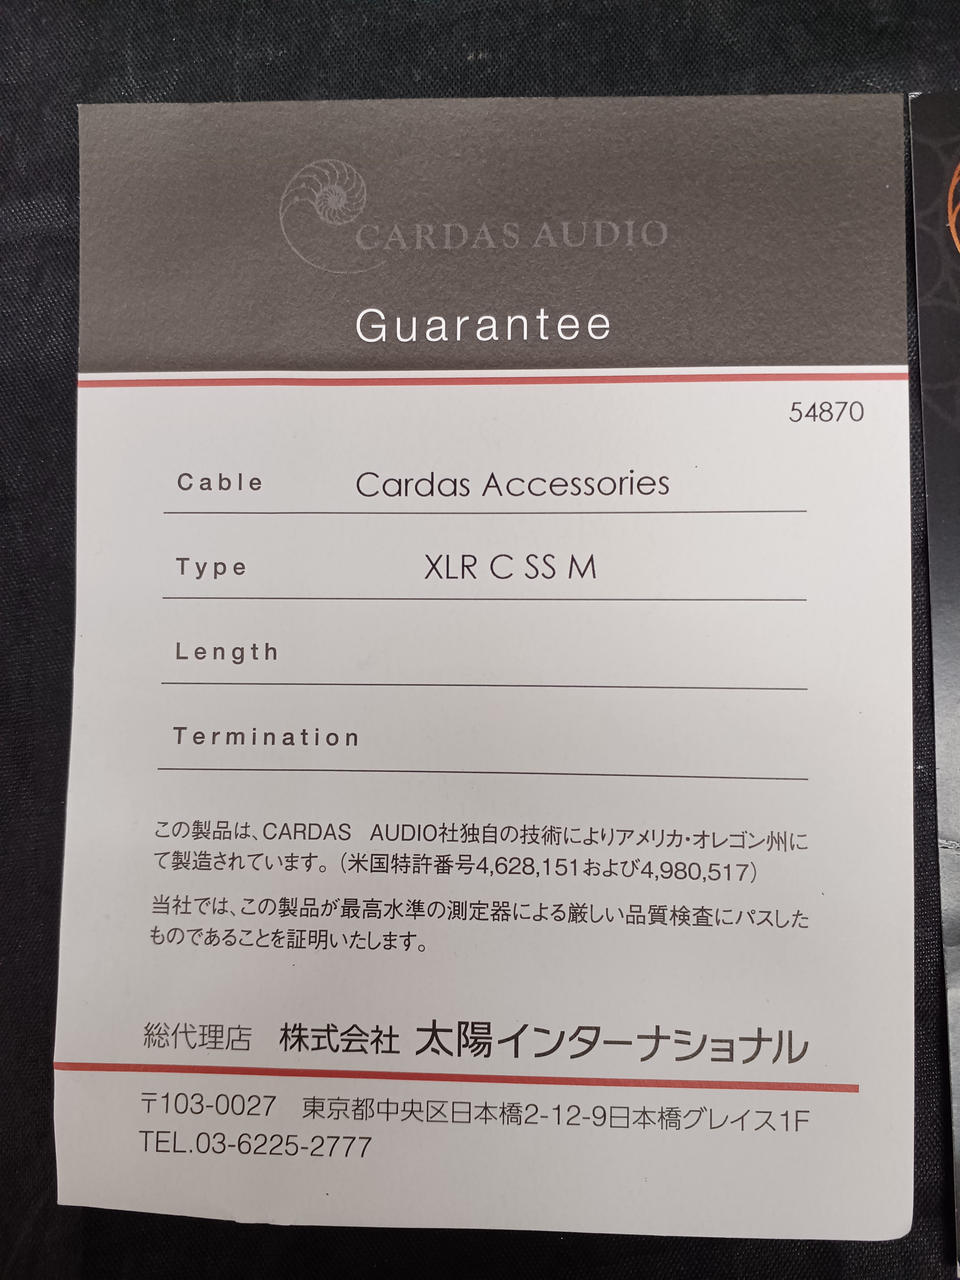 CARDAS AUDIO
Guarantee
54870
Cable Cardas Accessories
Type XLR C SS M
Length
Termination
この製品は、CARDAS　AUDIO社独自の技術によりアメリカ・オレゴン州に
て製造されています。（米国特許番号4,628,151および4,980,517）
当社では、この製品が最高水準の測定器による厳しい品質検査にパスした
ものであることを証明いたします。
総代理店　株式会社 太陽インターナショナル
〒103-0027　東京都中央区日本橋2-12-9日本橋グレイス1F
TEL.03-6225-2777